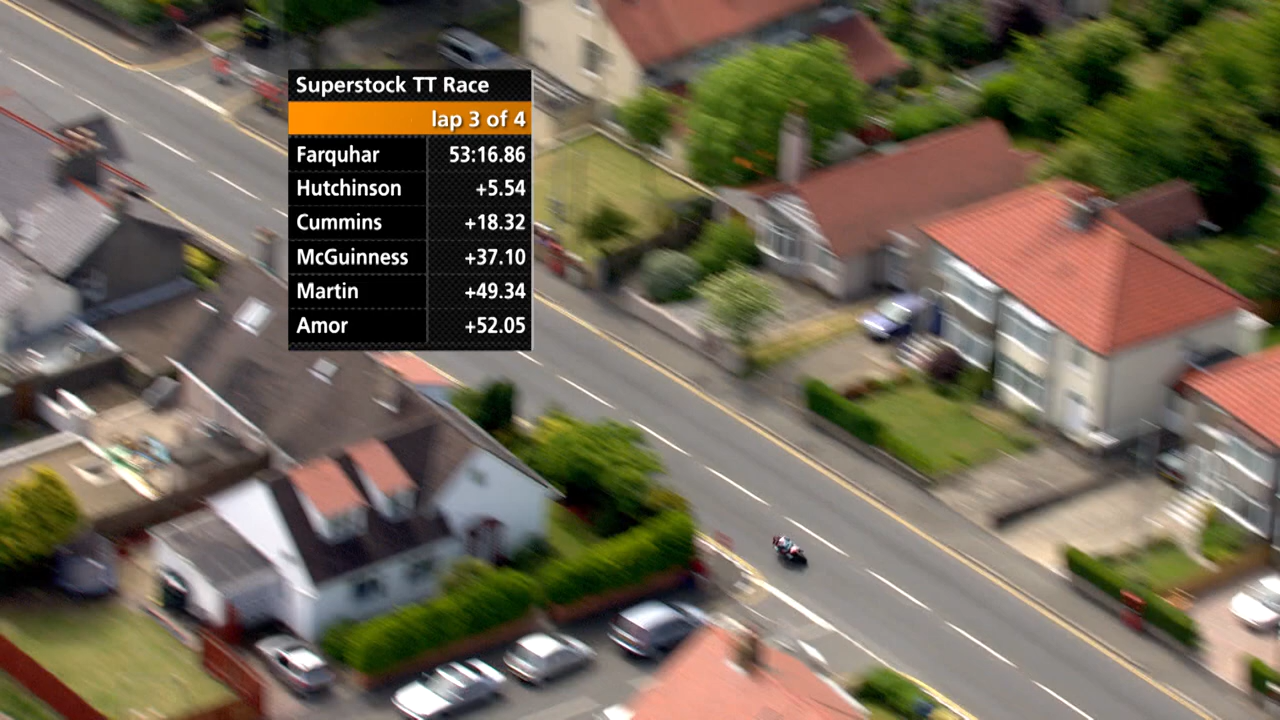 Superstock TT Race
lap 3 of 4
Farquhar 53:16.86
Hutchinson +5.54
Cummins +18.32
McGuinness +37.10
Martin +49.34
Amor +52.05